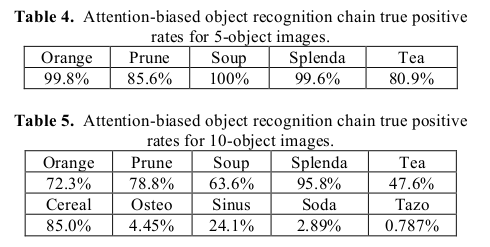 Table 4. Attention-biased object recognition chain true positive
rates for 5-object images.
Orange Prune Soup Splenda Tea
99.8% 85.6% 100% 99.6% 80.9%
Table 5. Attention-biased object recognition chain true positive
rates for 10-object images.
Orange Prune Soup Splenda Tea
72.3% 78.8% 63.6% 95.8% 47.6%
Cereal Osteo Sinus Soda Tazo
85.0% 4.45% 24.1% 2.89% 0.787%